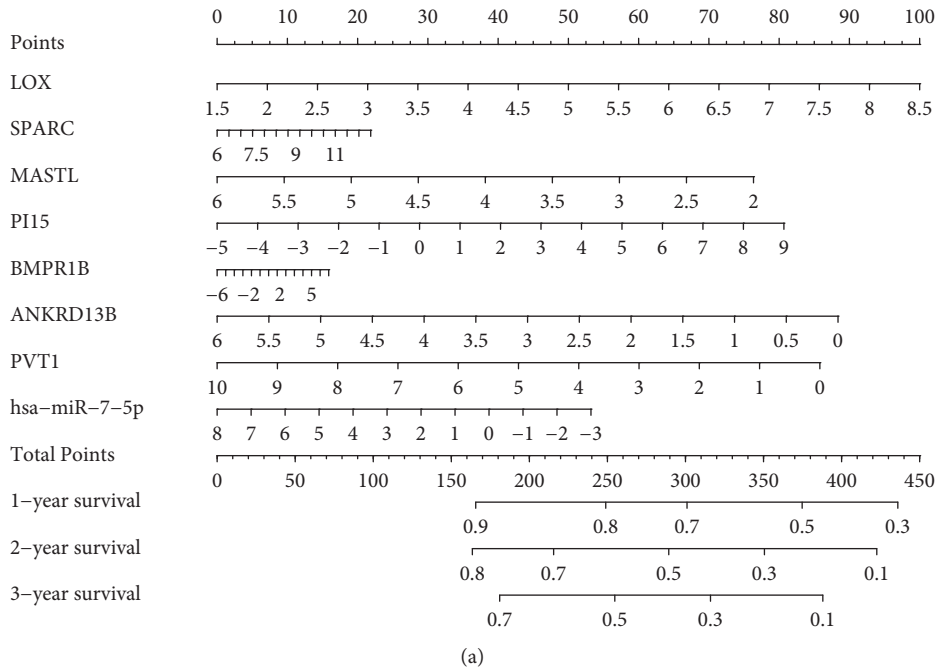 0 10 20 30 40 50 60 70 80 90 100
Points
LOX
1.5 2 2.5 3 3.5 4 4.5 5 5.5 6 6.5 7 7.5 8 8.5
SPARC
6 7.5 9 11
MASTL
6 5.5 5 4.5 4 3.5 3 2.5 2
PI15
−5 −4 −3 −2 −1 0 1 2 3 4 5 6 7 8 9
BMPR1B
−6 −2 2 5
ANKRD13B
6 5.5 5 4.5 4 3.5 3 2.5 2 1.5 1 0.5 0
PVT1
10 9 8 7 6 5 4 3 2 1 0
hsa−miR−7−5p
8 7 6 5 4 3 2 1 0 −1 −2 −3
Total Points
0 50 100 150 200 250 300 350 400 450
1−year survival
0.9 0.8 0.7 0.5 0.3
2−year survival
0.8 0.7 0.5 0.3 0.1
3−year survival
0.7 0.5 0.3 0.1
(a)